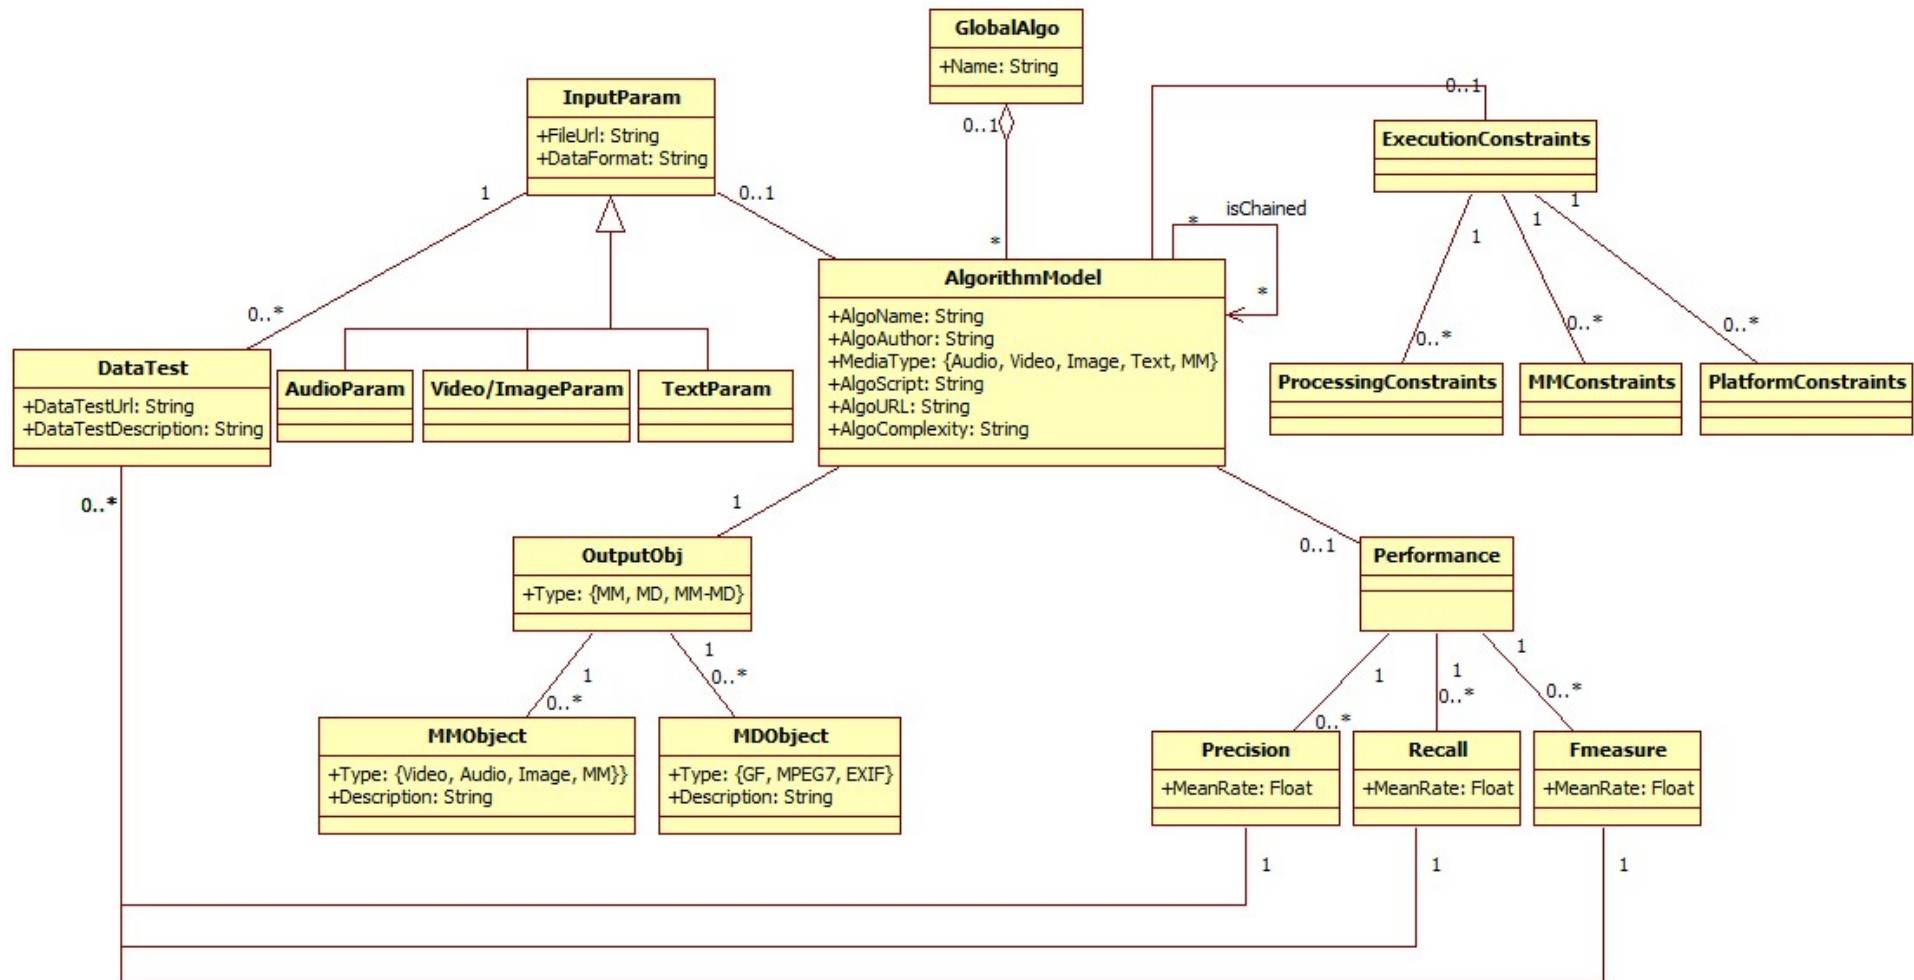 GlobalAlgo
+Name: String
0..1
*
InputParam
+FileUrl: String
+DataFormat: String
1
0..1
0..*
0..1
ExecutionConstraints
1
1
1
0..*
0..*
0..*
isChained
*
*
AlgorithmModel
+AlgoName: String
+AlgoAuthor: String
+MediaType: {Audio, Video, Image, Text, MM}
+AlgoScript: String
+AlgoURL: String
+AlgoComplexity: String
DataTest
+DataTestUrl: String
+DataTestDescription: String
0..*
AudioParam
Video/ImageParam
TextParam
ProcessingConstraints
MMConstraints
PlatformConstraints
1
0..1
OutputObj
+Type: {MM, MD, MM-MD}
Performance
1
1
0..*
0..*
1
1
1
0..*
0..*
0..*
MMObject
+Type: {Video, Audio, Image, MM}}
+Description: String
MDObject
+Type: {GF, MPEG7, EXIF}
+Description: String
Precision
+MeanRate: Float
Recall
+MeanRate: Float
Fmeasure
+MeanRate: Float
1
1
1